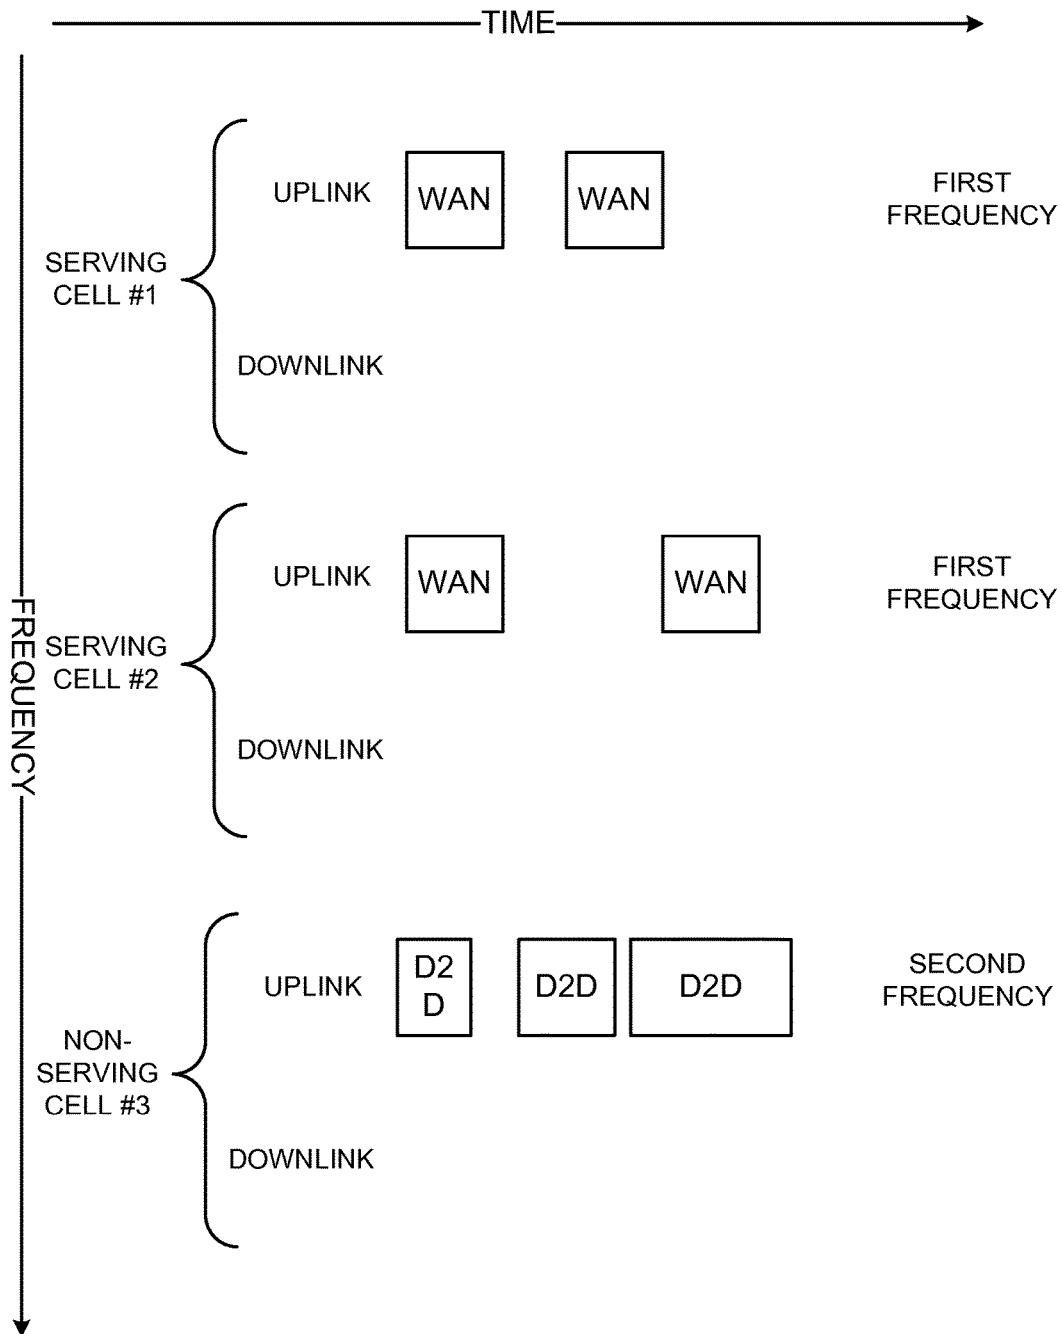 TIME
UPLINK
WAN
WAN
FIRST
FREQUENCY
SERVING
CELL #1
DOWNLINK
UPLINK
WAN
WAN
FIRST
FREQUENCY
FREQUENCY
SERVING
CELL #2
DOWNLINK
UPLINK
D2
D
D2D
D2D
SECOND
FREQUENCY
NON-
SERVING
CELL #3
DOWNLINK